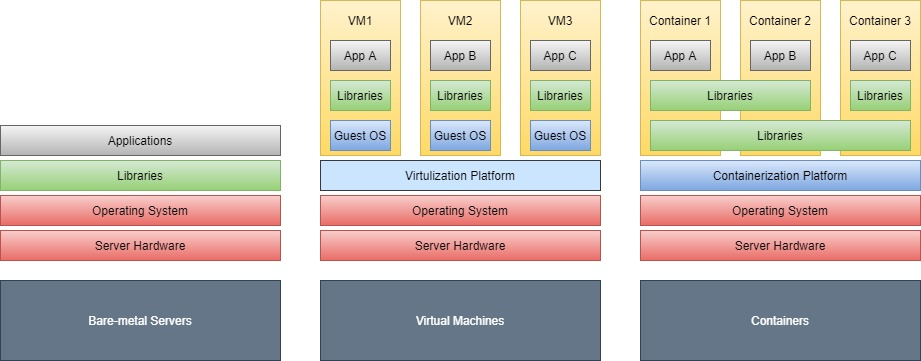 VM1
VM2
VM3
Container 1
Container 2
Container 3
App A
App B
App C
App A
App B
App C
Libraries
Libraries
Libraries
Libraries
Libraries
Guest OS
Guest OS
Guest OS
Libraries
Applications
Libraries
Virtulization Platform
Containerization Platform
Operating System
Operating System
Operating System
Server Hardware
Server Hardware
Server Hardware
Bare-metal Servers
Virtual Machines
Containers